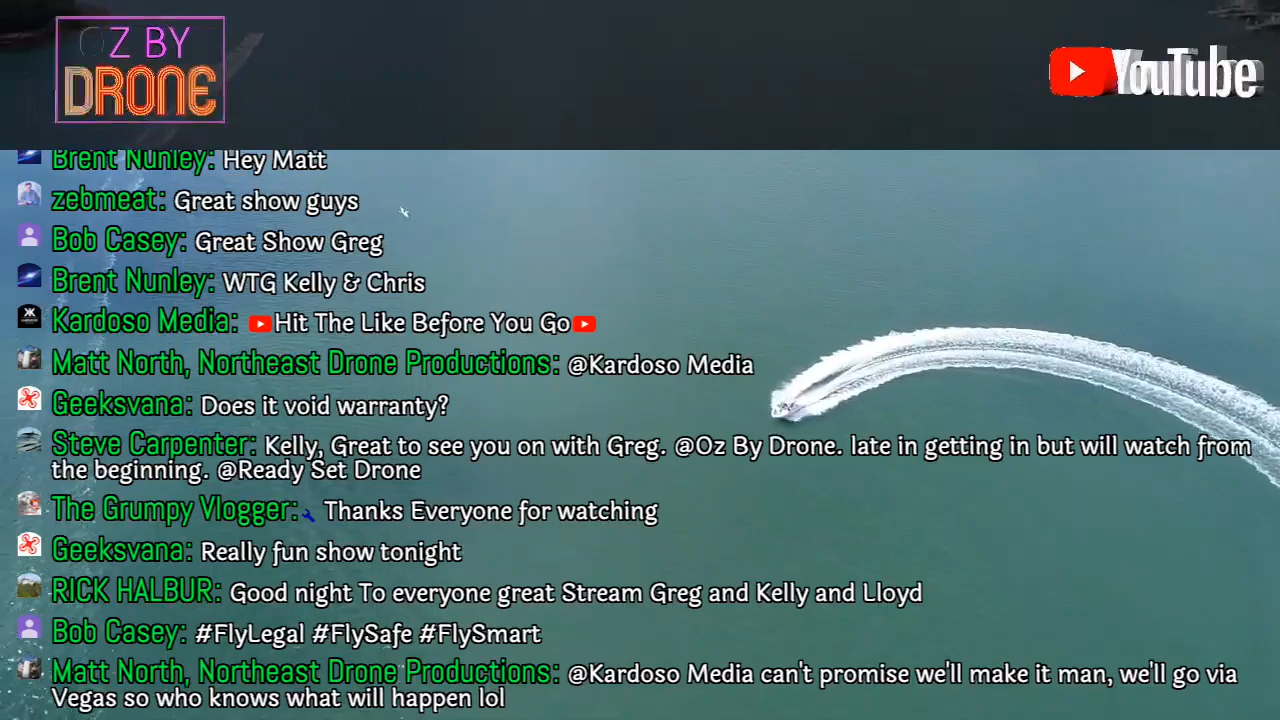 OZ BY
DRONE
YouTube
Brent Nunley: Hey Matt
zebmeat: Great show guys
Bob Casey: Great Show Greg
Brent Nunley: WTG Kelly & Chris
Kardoso Media: Hit The Like Before You Go
Matt North, Northeast Drone Productions: @Kardoso Media
Geeksvana: Does it void warranty?
Steve Carpenter: Kelly, Great to see you on with Greg. @Oz By Drone. late in getting in but will watch from
the beginning. @Ready Set Drone
The Grumpy Vlogger: Thanks Everyone for watching
Geeksvana: Really fun show tonight
RICK HALBUR: Good night To everyone great Stream Greg and Kelly and Lloyd
Bob Casey: #FlyLegal #FlySafe #FlySmart
Matt North, Northeast Drone Productions: @Kardoso Media can't promise we'll make it man, we'll go via
Vegas so who knows what will happen lol